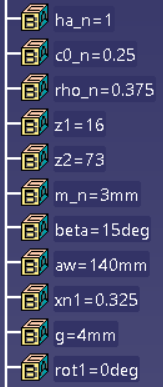 ha_n=1
c0_n=0.25
rho_n=0.375
z1=16
z2=73
m_n=3mm
beta=15deg
aw=140mm
xn1=0.325
g=4mm
rot1=0deg